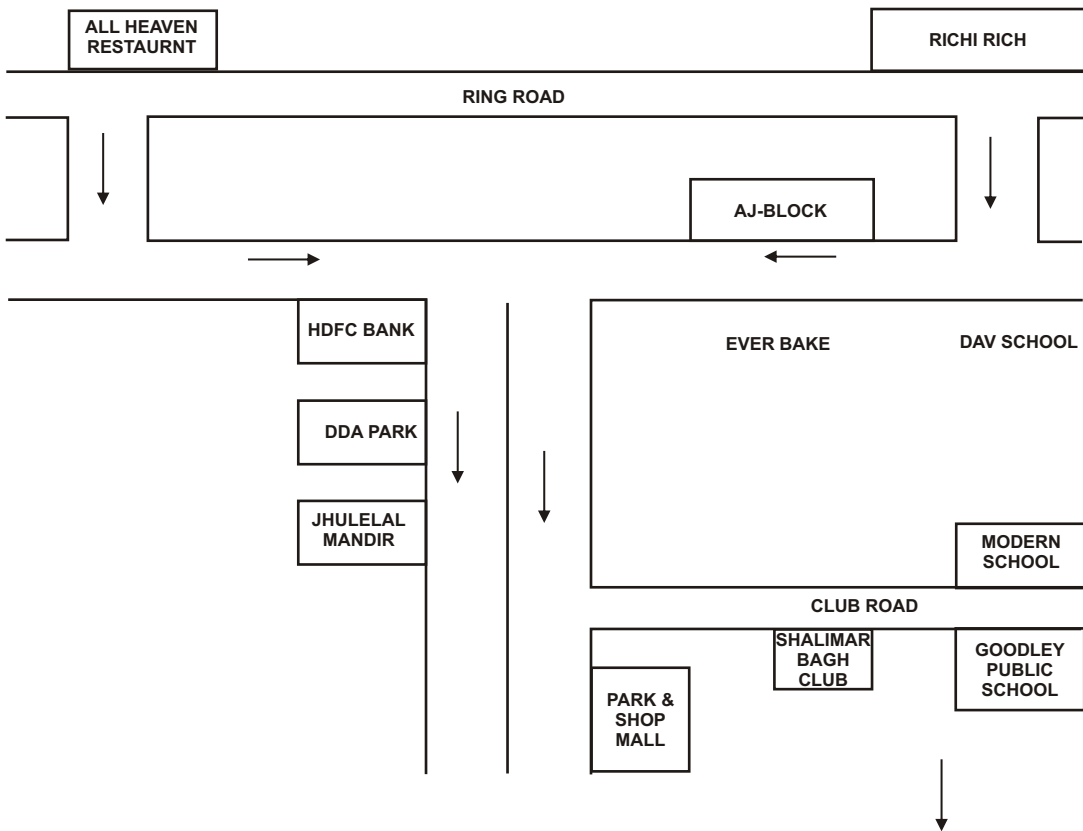 ALL HEAVEN
RESTAURNT
RICHI RICH
RING ROAD
AJ-BLOCK
HDFC BANK
EVER BAKE
DAV SCHOOL
DDA PARK
JHULELAL
MANDIR
MODERN
SCHOOL
CLUB ROAD
SHALIMAR
BAGH
CLUB
GOODLEY
PUBLIC
SCHOOL
PARK &
SHOP
MALL